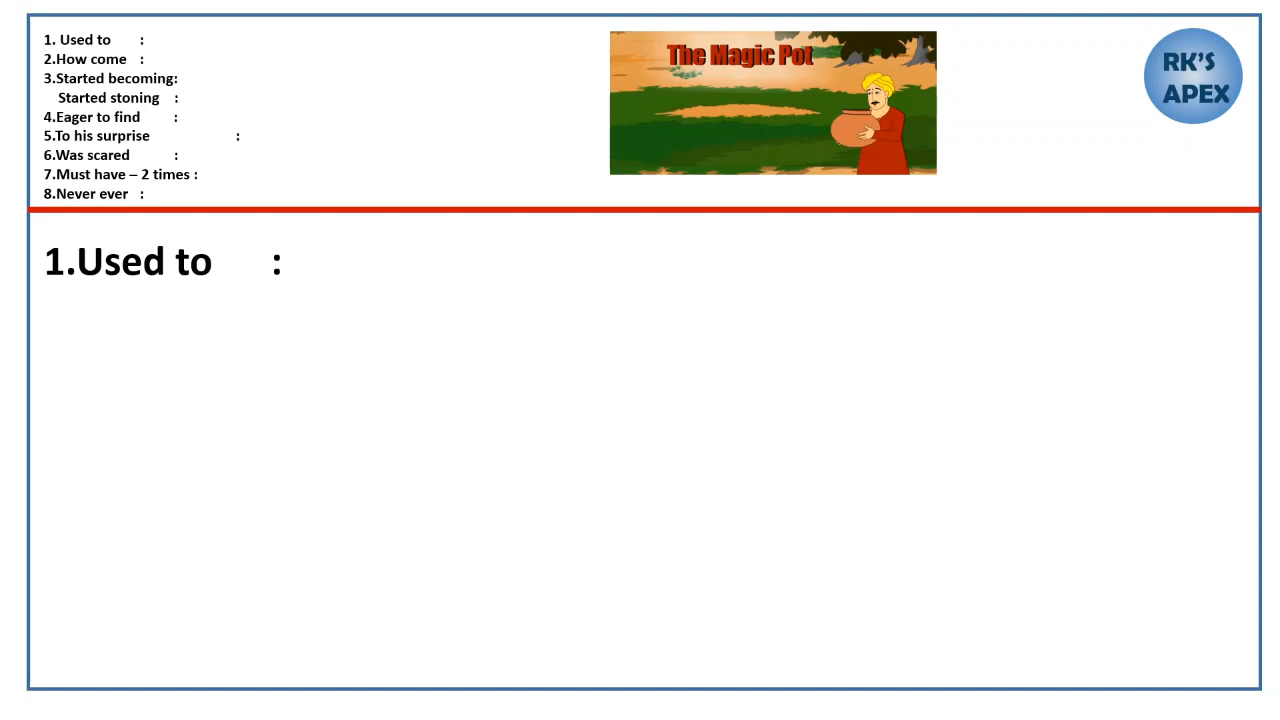 1. Used to :
2.How come :
3.Started becoming:
Started stoning :
4.Eager to find :
5.To his surprise :
6.Was scared :
7.Must have – 2 times :
8.Never ever :
The Magic Pot
RK'S
APEX
1.Used to :